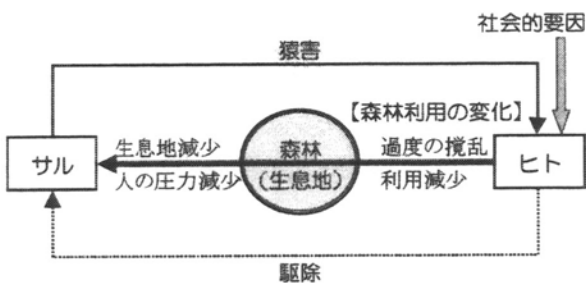 社会的要因
猿害
【森林利用の変化】
サル
生息地減少
人の圧力減少
森林
(生息地)
過度の撹乱
利用減少
ヒト
駆除